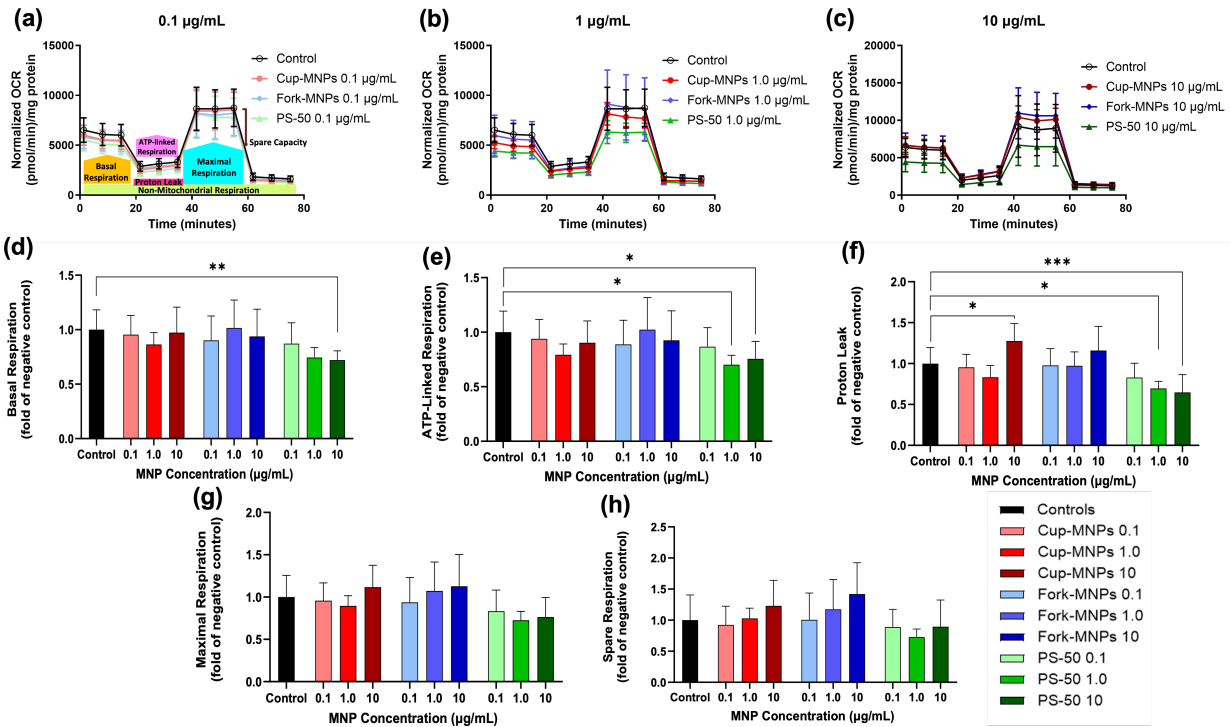 (a)
0.1 µg/mL
Normalized OCR
(pmol/min)/mg protein)
15000
10000
5000
0
0
20
40
60
80
Time (minutes)
Control
Cup-MNPs 0.1 µg/mL
Fork-MNPs 0.1 µg/mL
PS-50 0.1 µg/mL
Spare Capacity
ATP-linked
Respiration
Basal
Respiration
Proton Leak
Maximal
Respiration
Non-Mitochondrial Respiration
(b)
1 µg/mL
Normalized OCR
(pmol/min)/mg protein)
15000
10000
5000
0
0
20
40
60
80
Time (minutes)
Control
Cup-MNPs 1.0 µg/mL
Fork-MNPs 1.0 µg/mL
PS-50 1.0 µg/mL
(c)
10 µg/mL
Normalized OCR
(pmol/min)/mg protein)
20000
15000
10000
5000
0
0
20
40
60
80
Time (minutes)
Control
Cup-MNPs 10 µg/mL
Fork-MNPs 10 µg/mL
PS-50 10 µg/mL
(d)
Basal Respiration
(fold of negative control)
1.5
1.0
0.5
0.0
**
Control 0.1 1.0 10 0.1 1.0 10 0.1 1.0 10
MNP Concentration (µg/mL)
(e)
ATP-Linked Respiration
(fold of negative control)
1.5
1.0
0.5
0.0
*
*
Control 0.1 1.0 10 0.1 1.0 10 0.1 1.0 10
MNP Concentration (µg/mL)
(f)
Proton Leak
(fold of negative control)
2.0
1.5
1.0
0.5
0.0
***
*
*
Control 0.1 1.0 10 0.1 1.0 10 0.1 1.0 10
MNP Concentration (µg/mL)
(g)
Maximal Respiration
(fold of negative control)
2.0
1.5
1.0
0.5
0.0
Control 0.1 1.0 10 0.1 1.0 10 0.1 1.0 10
MNP Concentration (µg/mL)
(h)
Spare Respiration
(fold of negative control)
2.5
2.0
1.5
1.0
0.5
0.0
Control 0.1 1.0 10 0.1 1.0 10 0.1 1.0 10
MNP Concentration (µg/mL)
Controls
Cup-MNPs 0.1
Cup-MNPs 1.0
Cup-MNPs 10
Fork-MNPs 0.1
Fork-MNPs 1.0
Fork-MNPs 10
PS-50 0.1
PS-50 1.0
PS-50 10